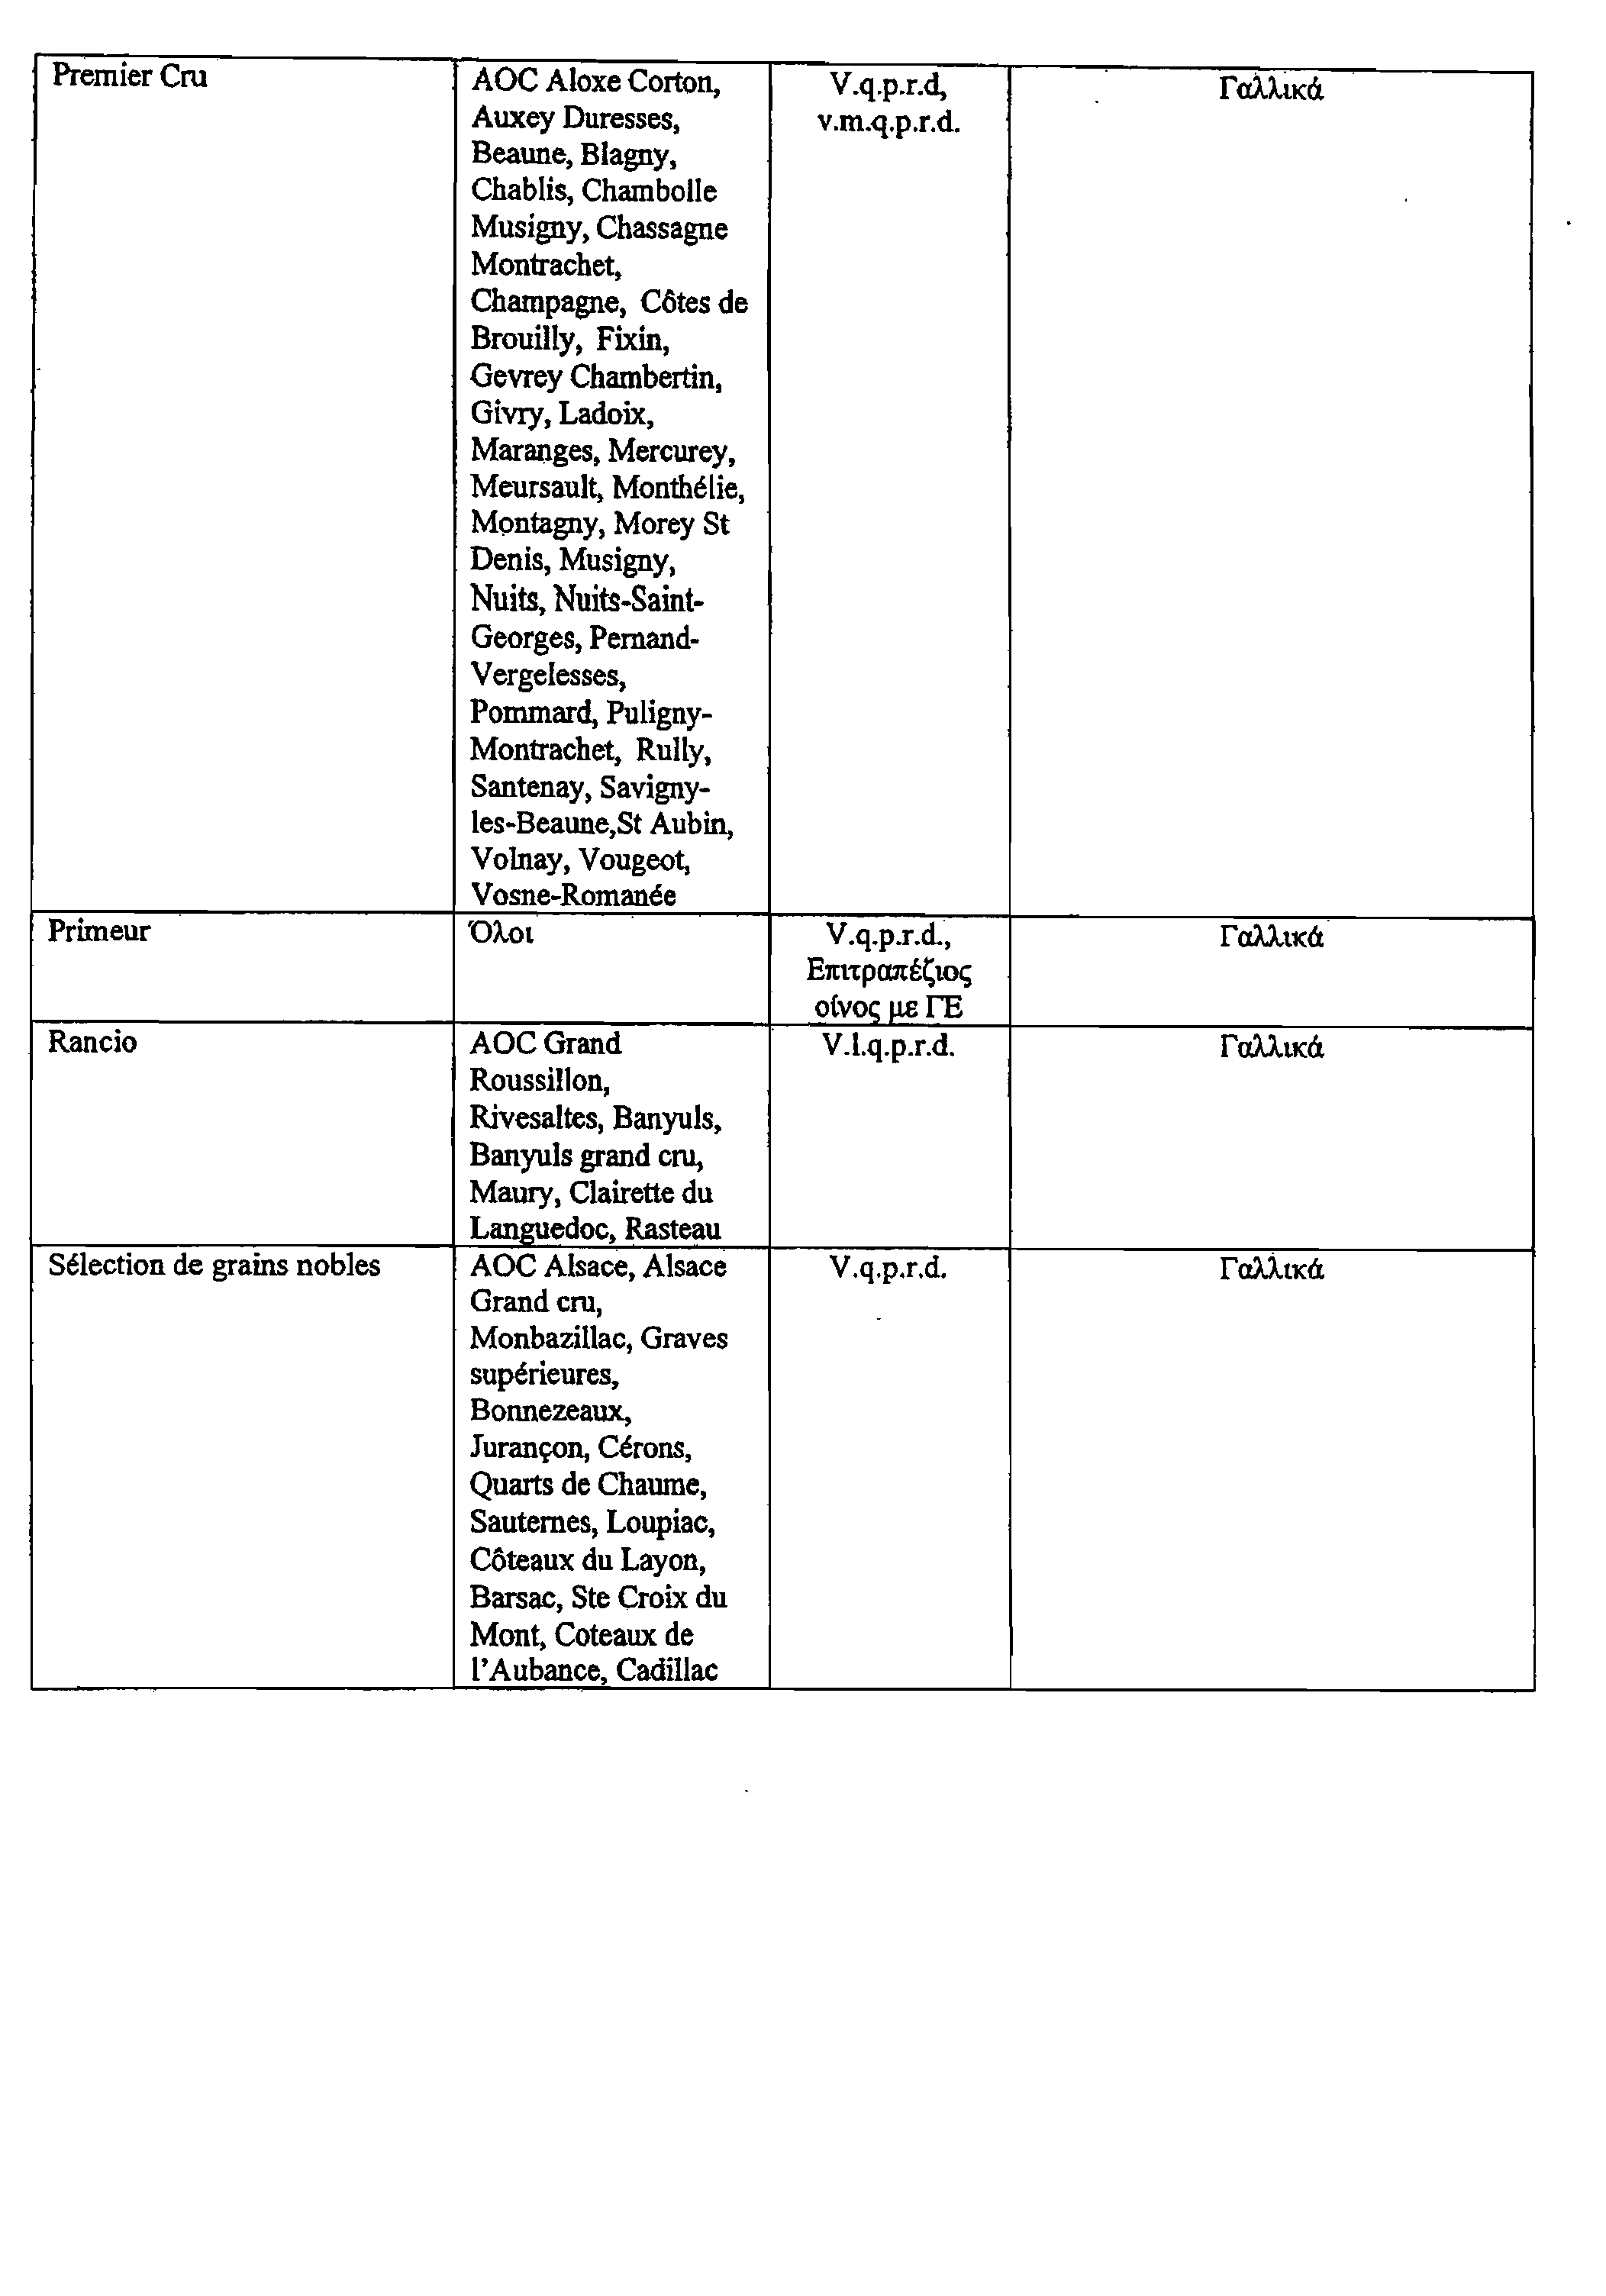 Premier Cru
AOC Aloxe Corton,
Auxey Duresses,
Beaune, Blagny,
Chablis, Chambolle
Musigny, Chassagne
Montrachet,
Champagne, Côtes de
Brouilly, Fixin,
Gevrey Chambertin,
Givry, Ladoix,
Maranges, Mercurey,
Meursault, Monthélie,
Montagny, Morey St
Denis, Musigny,
Nuits, Nuits-Saint-
Georges, Pernand-
Vergelesses,
Pommard, Puligny-
Montrachet, Rully,
Santenay, Savigny-
les-Beaune,St Aubin,
Volnay, Vougeot,
Vosne-Romanée
V.q.p.r.d,
v.m.q.p.r.d.
Γαλλικά
Primeur
Όλοι
V.q.p.r.d.,
Επιτραπέζιος
οίνος με ΓΕ
Γαλλικά
Rancio
AOC Grand
Roussillon,
Rivesaltes, Banyuls,
Banyuls grand cru,
Maury, Clairette du
Languedoc, Rasteau
V.l.q.p.r.d.
Γαλλικά
Sélection de grains nobles
AOC Alsace, Alsace
Grand cru,
Monbazillac, Graves
supérieures,
Bonnezeaux,
Jurançon, Cérons,
Quarts de Chaume,
Sauternes, Loupiac,
Côteaux du Layon,
Barsac, Ste Croix du
Mont, Coteaux de
l'Aubance, Cadillac
V.q.p.r.d.
Γαλλικά